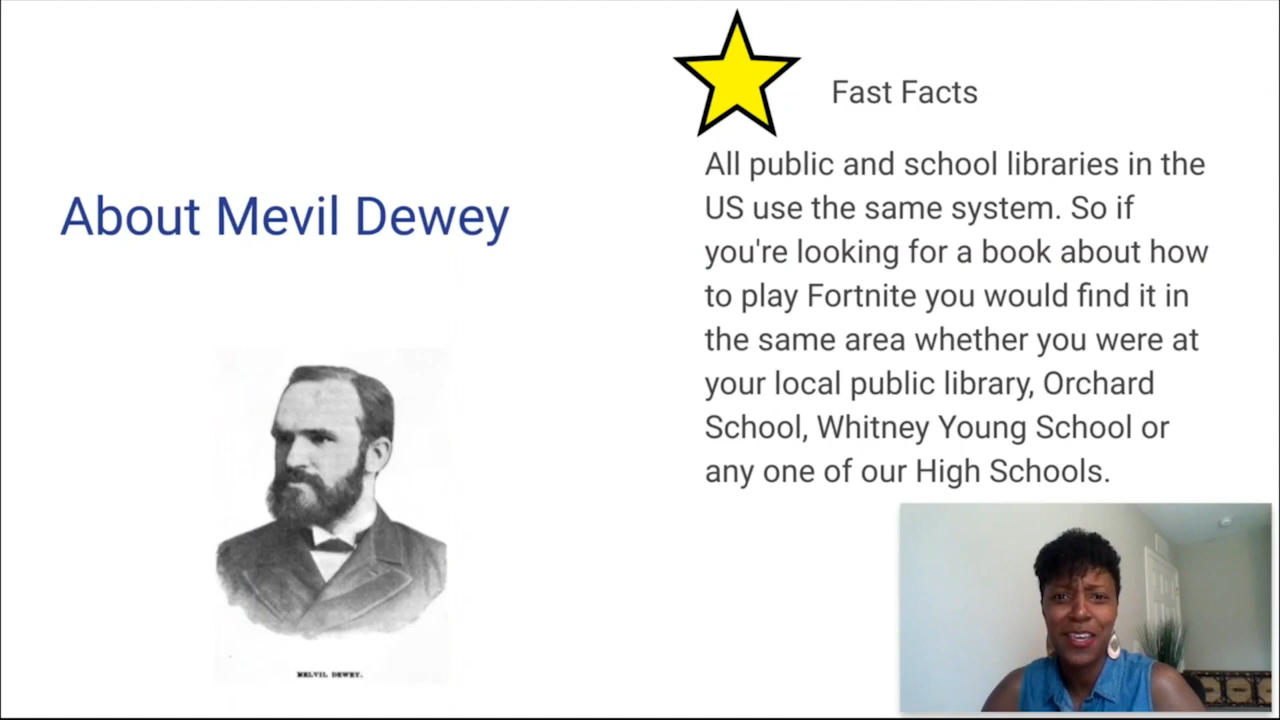 About Mevil Dewey
MELVIL DEWEY.
Fast Facts
All public and school libraries in the
US use the same system. So if
you're looking for a book about how
to play Fortnite you would find it in
the same area whether you were at
your local public library, Orchard
School, Whitney Young School or
any one of our High Schools.